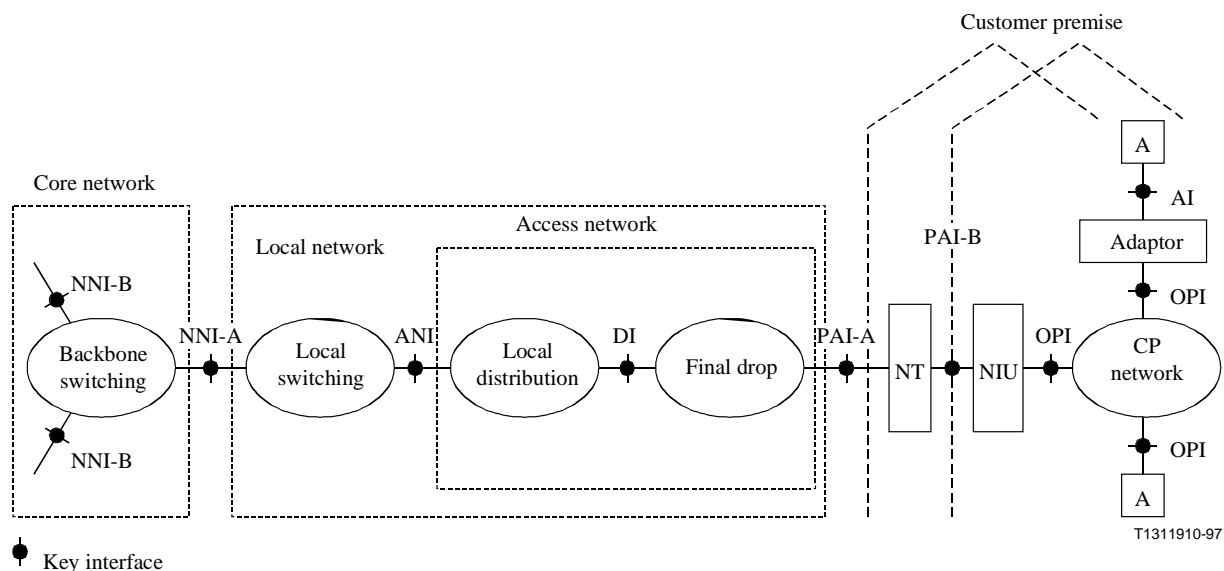 Customer premise
Core network
Local network
Access network
NNI-B
Backbone
switching
NNI-B
NNI-A
Local
switching
ANI
Local
distribution
DI
Final drop
PAI-A
NT
PAI-B
NIU
OPI
A
AI
Adaptor
OPI
CP
network
OPI
A
T1311910-97
Key interface